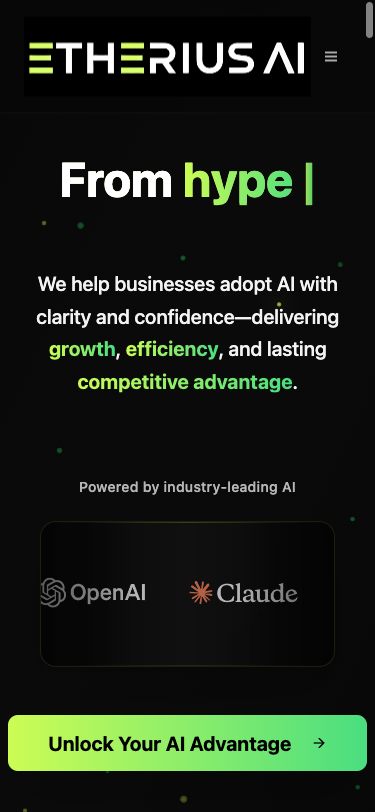 ETHERIUS AI
From hype |
We help businesses adopt AI with
clarity and confidence—delivering
growth, efficiency, and lasting
competitive advantage.
Powered by industry-leading AI
OpenAI Claude
Unlock Your AI Advantage →